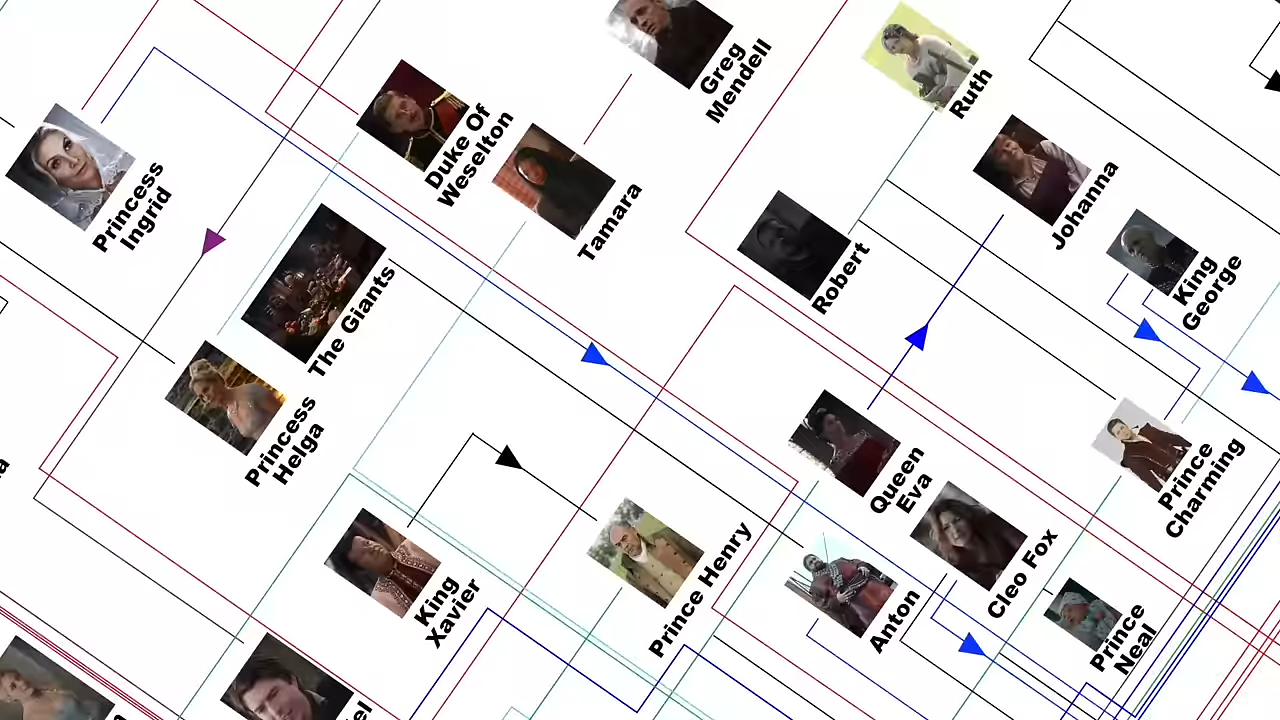 Greg
Mendell
Ruth
Duke Of
Weselton
Princess
Ingrid
Tamara
Johanna
Robert
King
George
The Giants
Princess
Helga
Queen
Eva
Prince
Charming
Prince Henry
Cleo Fox
King
Xavier
Anton
Prince
Neal